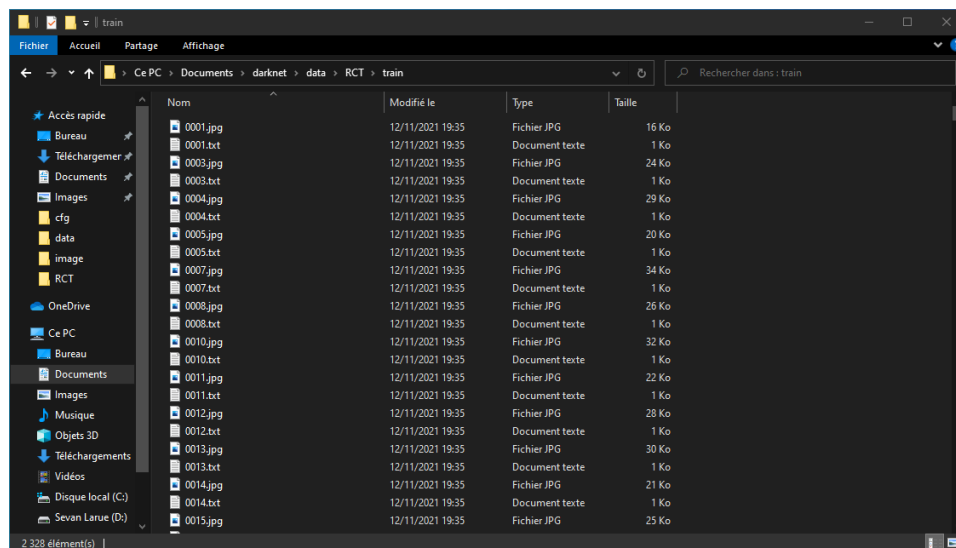 train
Fichier Accueil Partage Affichage
Ce PC > Documents > darknet > data > RCT > train
Rechercher dans : train
Accès rapide
Bureau
Téléchargemer
Documents
Images
cfg
data
image
RCT
OneDrive
Ce PC
Bureau
Documents
Images
Musique
Objets 3D
Téléchargements
Vidéos
Disque local (C:)
Sevan Larue (D:)
Nom Modifié le Type Taille
0001.jpg 12/11/2021 19:35 Fichier JPG 16 Ko
0001.txt 12/11/2021 19:35 Document texte 1 Ko
0003.jpg 12/11/2021 19:35 Fichier JPG 24 Ko
0003.txt 12/11/2021 19:35 Document texte 1 Ko
0004.jpg 12/11/2021 19:35 Fichier JPG 29 Ko
0004.txt 12/11/2021 19:35 Document texte 1 Ko
0005.jpg 12/11/2021 19:35 Fichier JPG 20 Ko
0005.txt 12/11/2021 19:35 Document texte 1 Ko
0007.jpg 12/11/2021 19:35 Fichier JPG 34 Ko
0007.txt 12/11/2021 19:35 Document texte 1 Ko
0008.jpg 12/11/2021 19:35 Fichier JPG 26 Ko
0008.txt 12/11/2021 19:35 Document texte 1 Ko
0010.jpg 12/11/2021 19:35 Fichier JPG 32 Ko
0010.txt 12/11/2021 19:35 Document texte 1 Ko
0011.jpg 12/11/2021 19:35 Fichier JPG 22 Ko
0011.txt 12/11/2021 19:35 Document texte 1 Ko
0012.jpg 12/11/2021 19:35 Fichier JPG 28 Ko
0012.txt 12/11/2021 19:35 Document texte 1 Ko
0013.jpg 12/11/2021 19:35 Fichier JPG 30 Ko
0013.txt 12/11/2021 19:35 Document texte 1 Ko
0014.jpg 12/11/2021 19:35 Fichier JPG 21 Ko
0014.txt 12/11/2021 19:35 Document texte 1 Ko
0015.jpg 12/11/2021 19:35 Fichier JPG 25 Ko
2 328 élément(s)